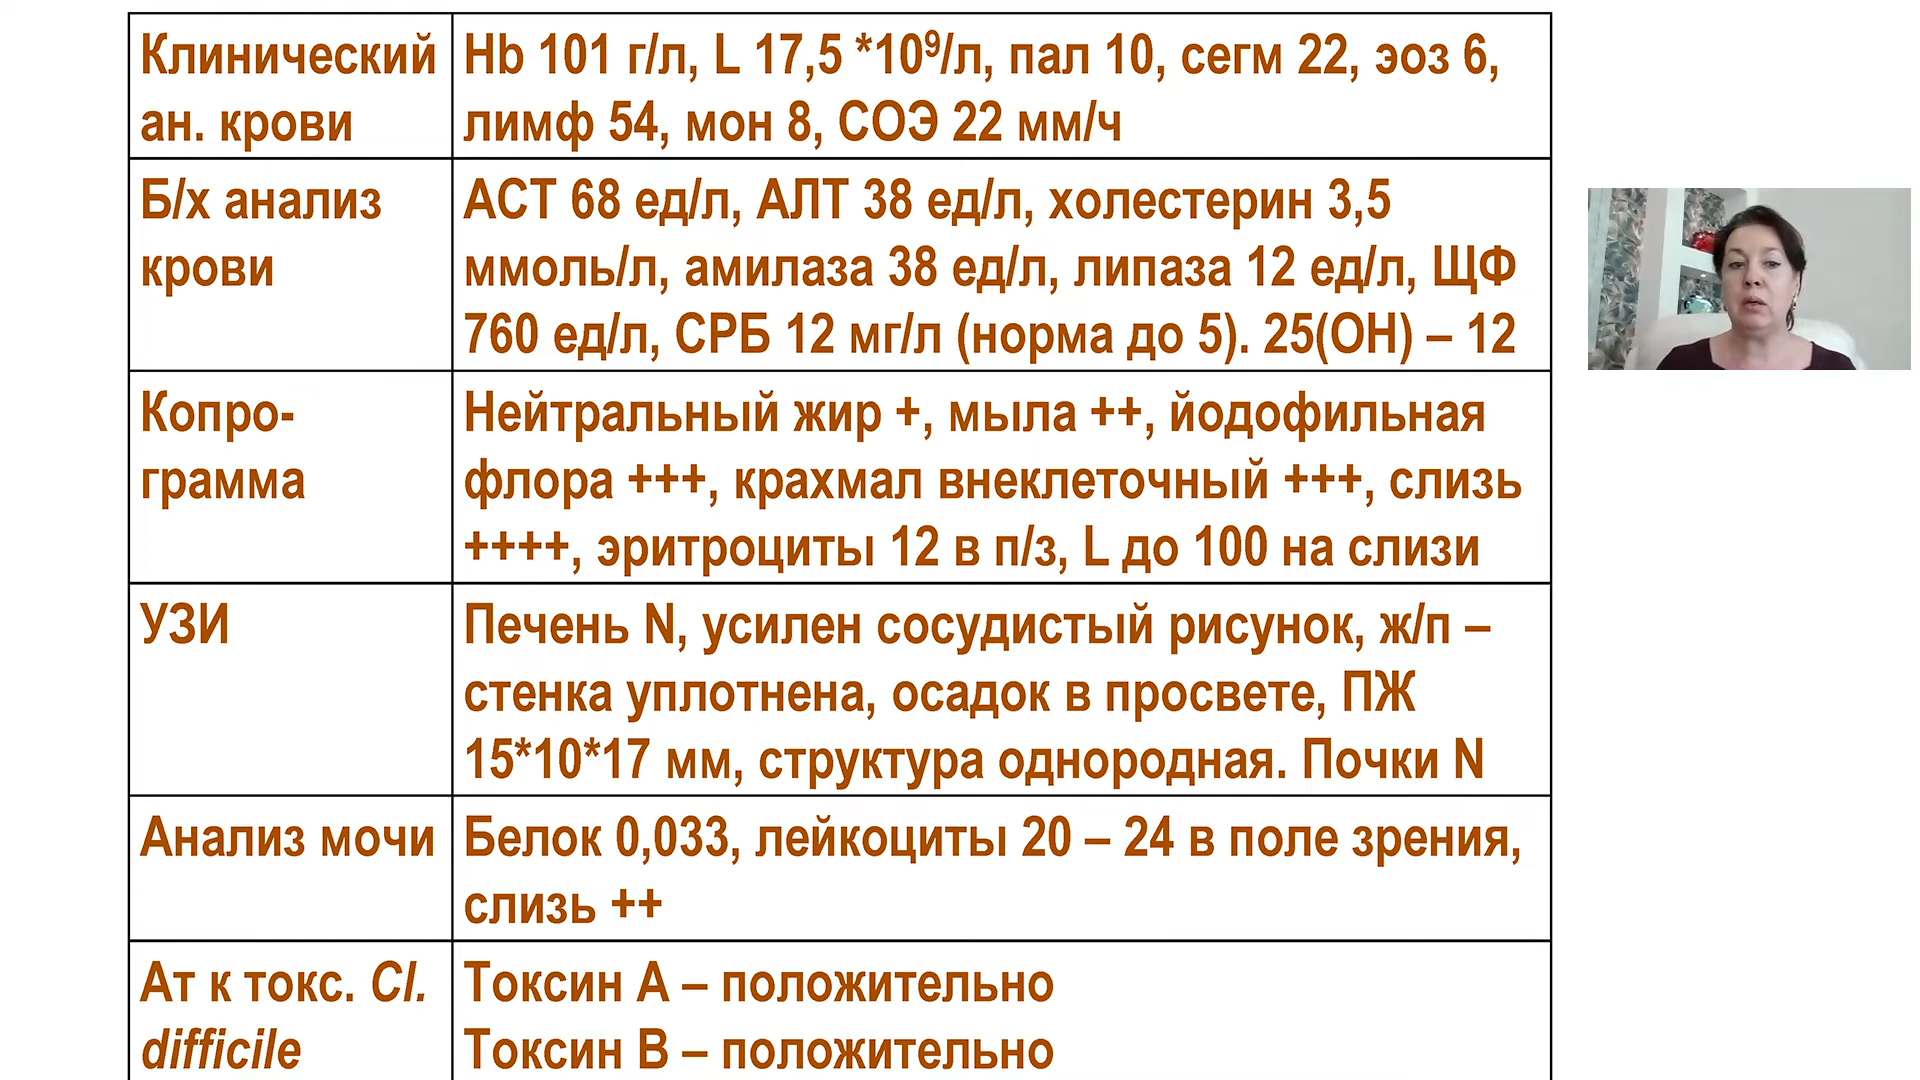 Клинический
ан. крови
Hb 101 г/л, L 17,5 *10⁹/л, пал 10, сегм 22, эоз 6,
лимф 54, мон 8, СОЭ 22 мм/ч
Б/х анализ
крови
АСТ 68 ед/л, АЛТ 38 ед/л, холестерин 3,5
ммоль/л, амилаза 38 ед/л, липаза 12 ед/л, ЩФ
760 ед/л, СРБ 12 мг/л (норма до 5). 25(ОН) – 12
Копро-
грамма
Нейтральный жир +, мыла ++, йодофильная
флора +++, крахмал внеклеточный +++, слизь
++++, эритроциты 12 в п/з, L до 100 на слизи
УЗИ
Печень N, усилен сосудистый рисунок, ж/п –
стенка уплотнена, осадок в просвете, ПЖ
15*10*17 мм, структура однородная. Почки N
Анализ мочи
Белок 0,033, лейкоциты 20 – 24 в поле зрения,
слизь ++
Ат к токс. Cl.
difficile
Токсин А – положительно
Токсин В – положительно